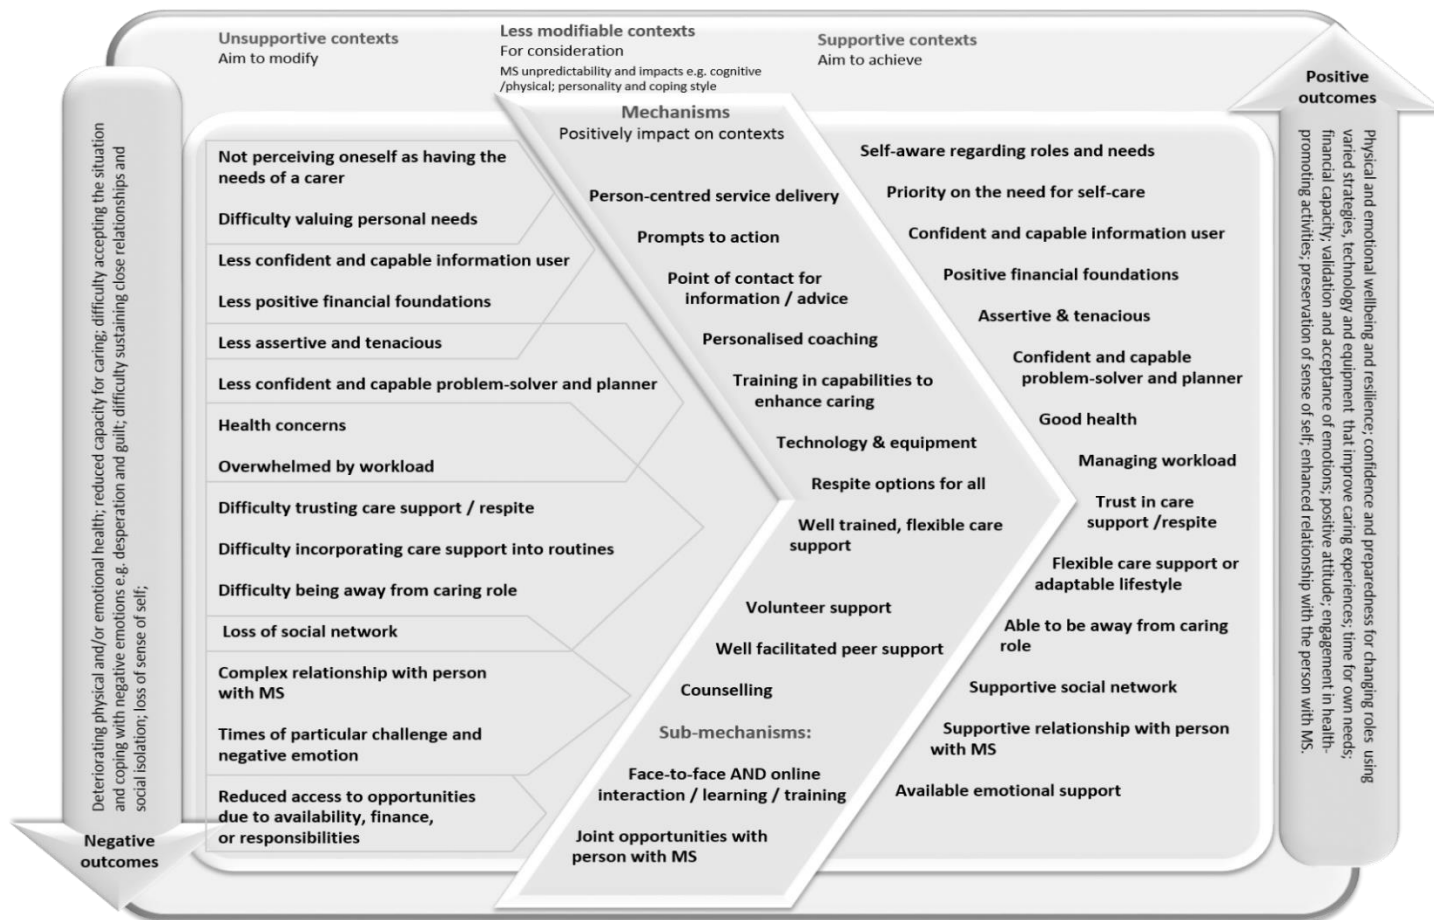 Unsupportive contexts
Aim to modify
Less modifiable contexts
For consideration
MS unpredictability and impacts e.g. cognitive
/physical; personality and coping style
Supportive contexts
Aim to achieve
Deteriorating physical and/or emotional health; reduced capacity for caring; difficulty accepting the situation
and coping with negative emotions e.g. desperation and guilt; difficulty sustaining close relationships and
social isolation; loss of sense of self;
Negative
outcomes
Not perceiving oneself as having the
needs of a carer
Difficulty valuing personal needs
Less confident and capable information user
Less positive financial foundations
Less assertive and tenacious
Less confident and capable problem-solver and planner
Health concerns
Overwhelmed by workload
Difficulty trusting care support / respite
Difficulty incorporating care support into routines
Difficulty being away from caring role
Loss of social network
Complex relationship with person
with MS
Times of particular challenge and
negative emotion
Reduced access to opportunities
due to availability, finance,
or responsibilities
Mechanisms
Positively impact on contexts
Person-centred service delivery
Prompts to action
Point of contact for
information / advice
Personalised coaching
Training in capabilities to
enhance caring
Technology & equipment
Respite options for all
Well trained, flexible care
support
Volunteer support
Well facilitated peer support
Counselling
Sub-mechanisms:
Face-to-face AND online
interaction / learning / training
Joint opportunities with
person with MS
Self-aware regarding roles and needs
Priority on the need for self-care
Confident and capable information user
Positive financial foundations
Assertive & tenacious
Confident and capable
problem-solver and planner
Good health
Managing workload
Trust in care
support /respite
Flexible care support or
adaptable lifestyle
Able to be away from caring
role
Supportive social network
Supportive relationship with person
with MS
Available emotional support
Positive
outcomes
Physical and emotional wellbeing and resilience; confidence and preparedness for changing roles using
varied strategies, technology and equipment that improve caring experiences; time for own needs;
financial capacity; validation and acceptance of emotions; positive attitude; engagement in health-
promoting activities; preservation of sense of self; enhanced relationship with the person with MS.